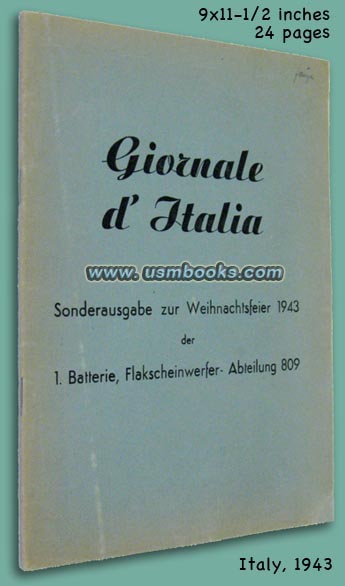 9x11-1/2 inches
24 pages
Giornale
d' Italia
www.usmbooks.com
Sonderausgabe zur Weihnachtsfeier 1943
der
1. Batterie, Flakscheinwerfer- Abteilung 809
Italy, 1943